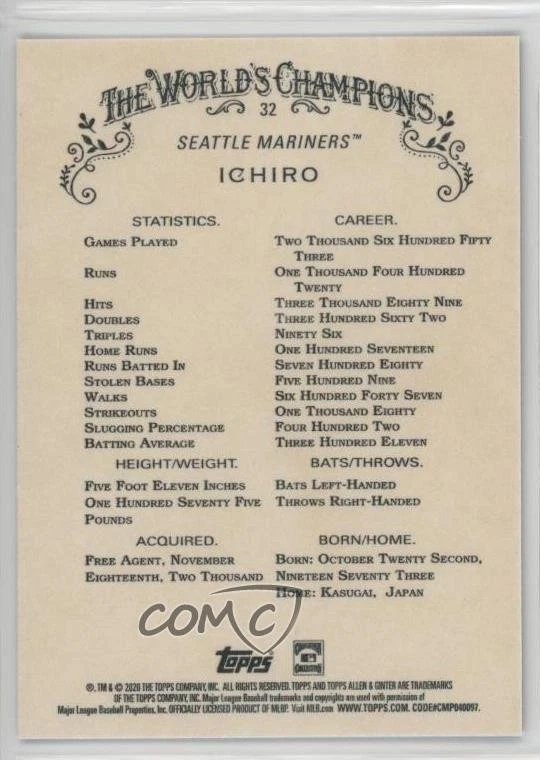 THE WORLD'S CHAMPIONS
32
SEATTLE MARINERS™
ICHIRO
STATISTICS. CAREER.
GAMES PLAYED TWO THOUSAND SIX HUNDRED FIFTY
THREE
RUNS ONE THOUSAND FOUR HUNDRED
TWENTY
HITS THREE THOUSAND EIGHTY NINE
DOUBLES THREE HUNDRED SIXTY TWO
TRIPLES NINETY SIX
HOME RUNS ONE HUNDRED SEVENTEEN
RUNS BATTED IN SEVEN HUNDRED EIGHTY
STOLEN BASES FIVE HUNDRED NINE
WALKS SIX HUNDRED FORTY SEVEN
STRIKEOUTS ONE THOUSAND EIGHTY
SLUGGING PERCENTAGE FOUR HUNDRED TWO
BATTING AVERAGE THREE HUNDRED ELEVEN
HEIGHT/WEIGHT. BATS/THROWS.
FIVE FOOT ELEVEN INCHES BATS LEFT-HANDED
ONE HUNDRED SEVENTY FIVE THROWS RIGHT-HANDED
POUNDS
ACQUIRED. BORN/HOME.
FREE AGENT, NOVEMBER BORN: OCTOBER TWENTY SECOND,
EIGHTEENTH, TWO THOUSAND NINETEEN SEVENTY THREE
HOME: KASUGAI, JAPAN
COMC
topps
®, TM & © 2020 THE TOPPS COMPANY, INC. ALL RIGHTS RESERVED. TOPPS AND TOPPS ALLEN & GINTER ARE TRADEMARKS
OF THE TOPPS COMPANY, INC. Major League Baseball trademarks and copyrights are used with permission of
Major League Baseball Properties, Inc. OFFICIALLY LICENSED PRODUCT OF MLBP. Visit MLB.com WWW.TOPPS.COM. CODE#CMP040097.